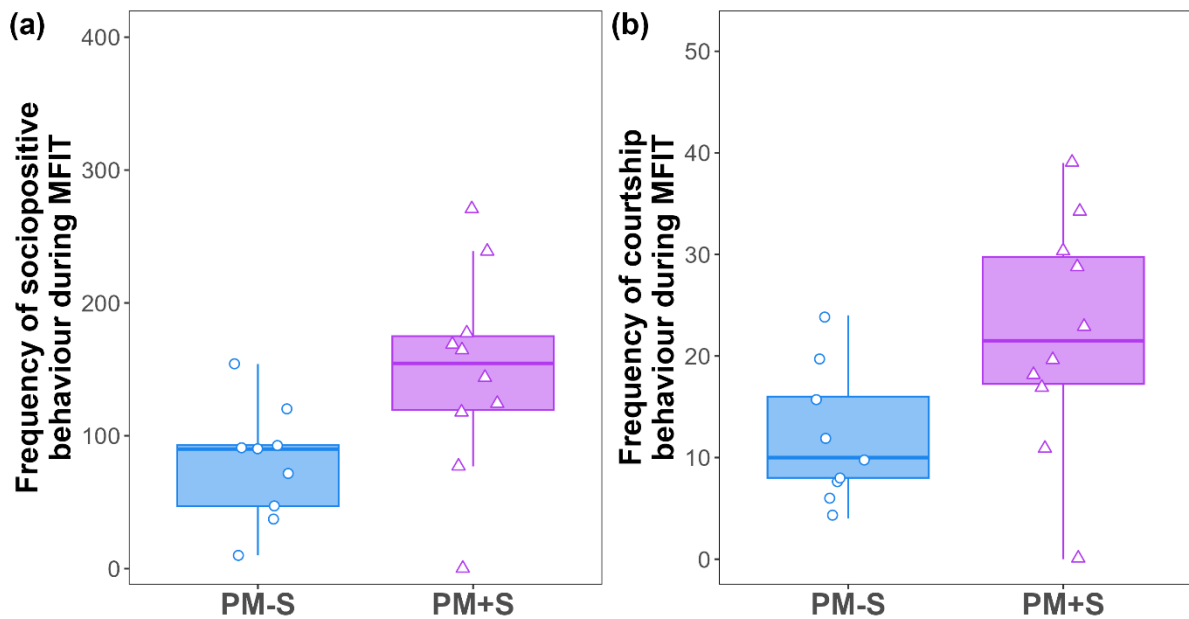 (a)
Frequency of sociopositive
behaviour during MFIT
400
300
200
100
0
PM-S
PM+S
(b)
Frequency of courtship
behaviour during MFIT
50
40
30
20
10
0
PM-S
PM+S